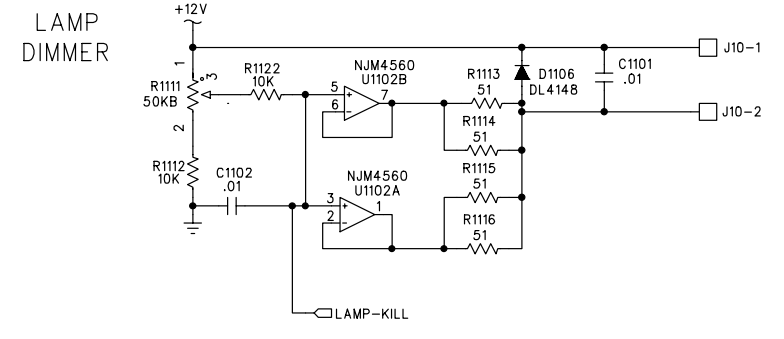 LAMP
DIMMER
+12V
1
3
R1111
50KB
2
R1122
10K
R1112
10K
C1102
.01
NJM4560
U1102B
5
+
6
-
7
NJM4560
U1102A
3
+
2
-
1
R1113
51
R1114
51
R1115
51
R1116
51
D1106
DL4148
C1101
.01
J10-1
J10-2
LAMP-KILL